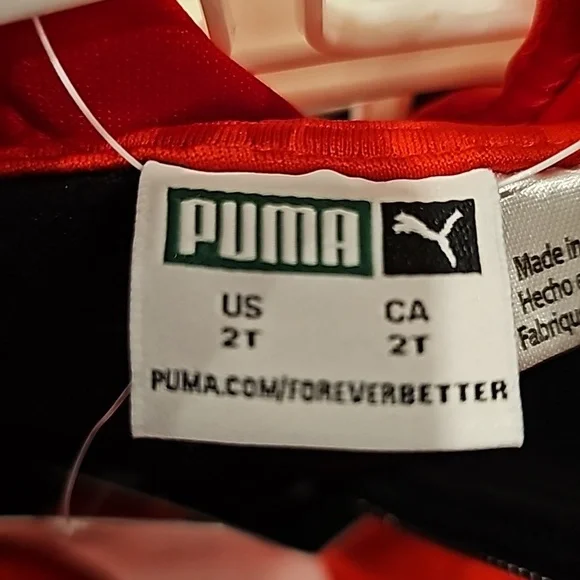 PUMA
US CA
2T 2T
PUMA.COM/FOREVERBETTER
Made in
Hecho
Fabriqu